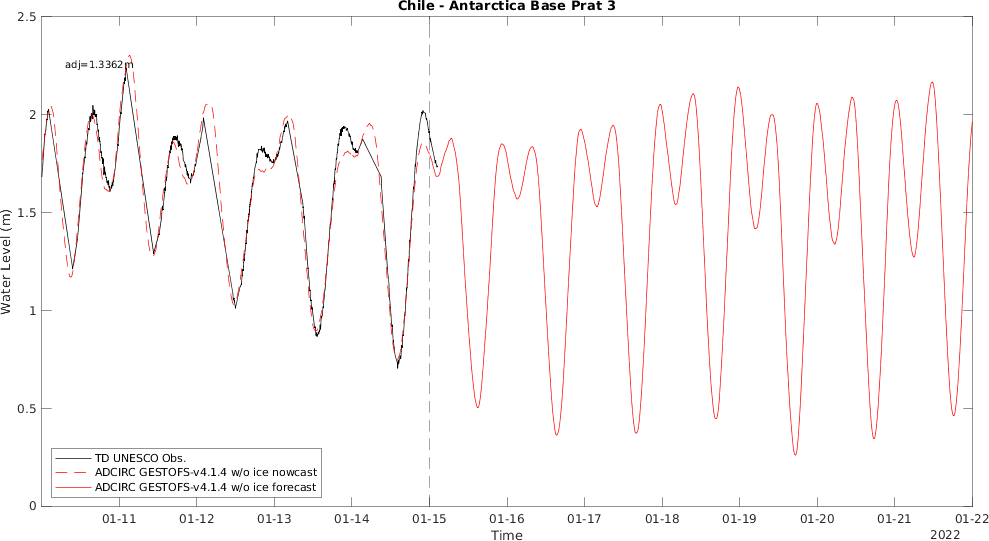 Chile - Antarctica Base Prat 3
2.5
adj=1.3362 m
2
1.5
Water Level (m)
1
0.5
TD UNESCO Obs.
ADCIRC GESTOFS-v4.1.4 w/o ice nowcast
ADCIRC GESTOFS-v4.1.4 w/o ice forecast
0
01-11 01-12 01-13 01-14 01-15 01-16 01-17 01-18 01-19 01-20 01-21 01-22
Time
2022